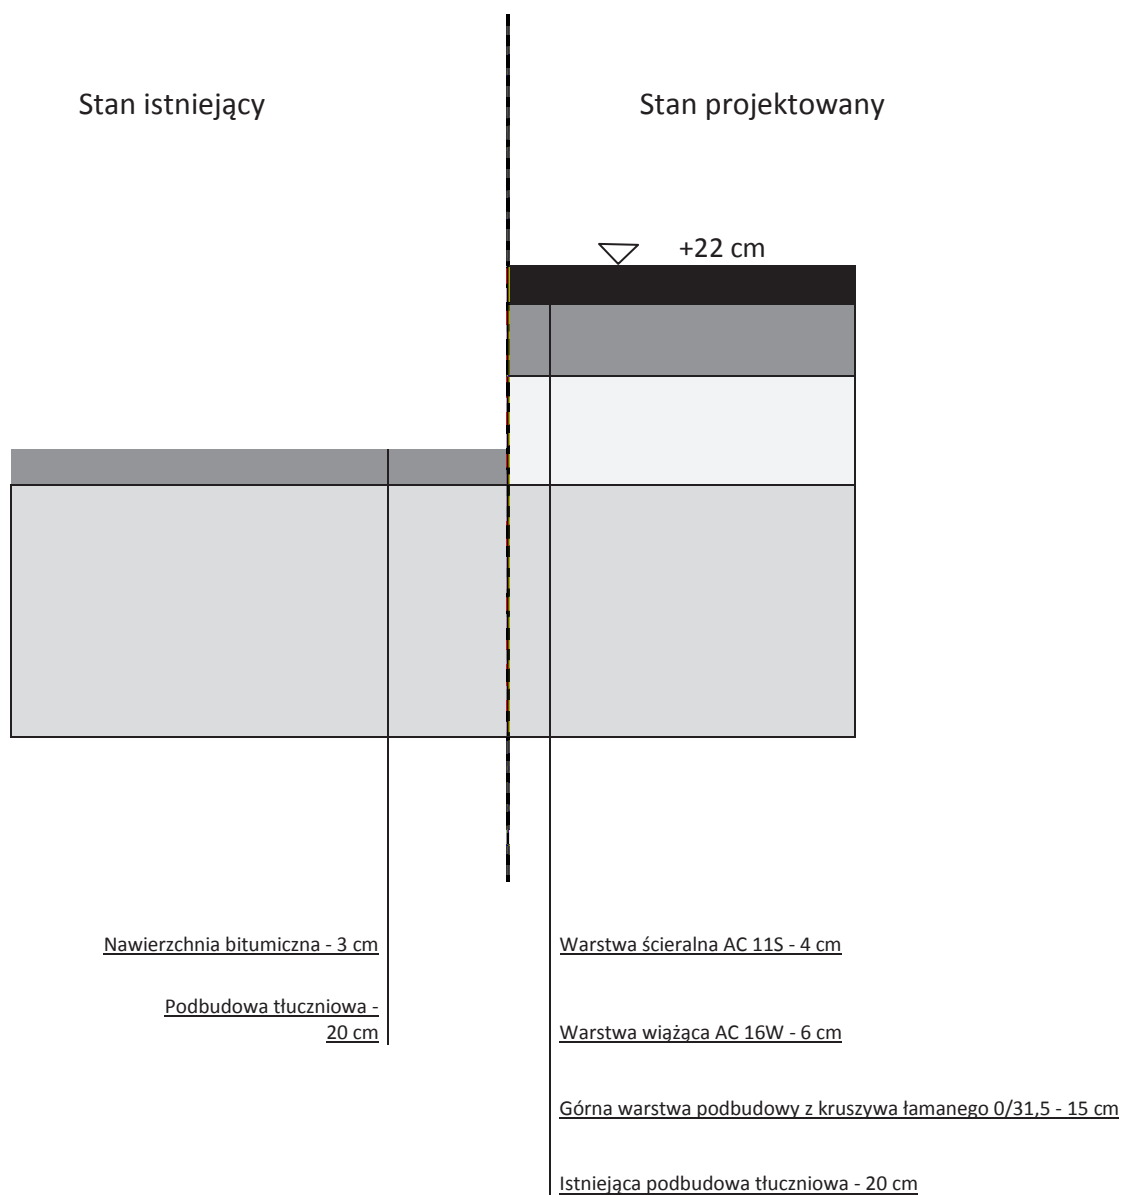 Stan istniejący
Stan projektowany
+22 cm
Nawierzchnia bitumiczna - 3 cm
Podbudowa tłuczniowa -
20 cm
Warstwa ścieralna AC 11S - 4 cm
Warstwa wiążąca AC 16W - 6 cm
Górna warstwa podbudowy z kruszywa łamanego 0/31,5 - 15 cm
Istniejąca podbudowa tłuczniowa - 20 cm